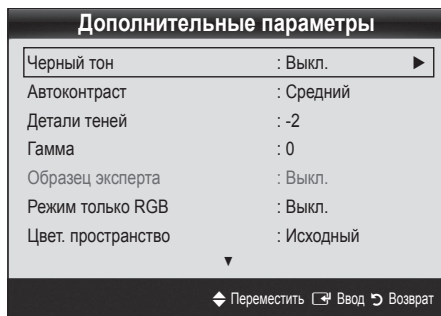 Дополнительные параметры
Черный тон : Выкл. ▶
Автоконтраст : Средний
Детали теней : -2
Гамма : 0
Образец эксперта : Выкл.
Режим только RGB : Выкл.
Цвет. пространство : Исходный
▼
Переместить Ввод Возврат